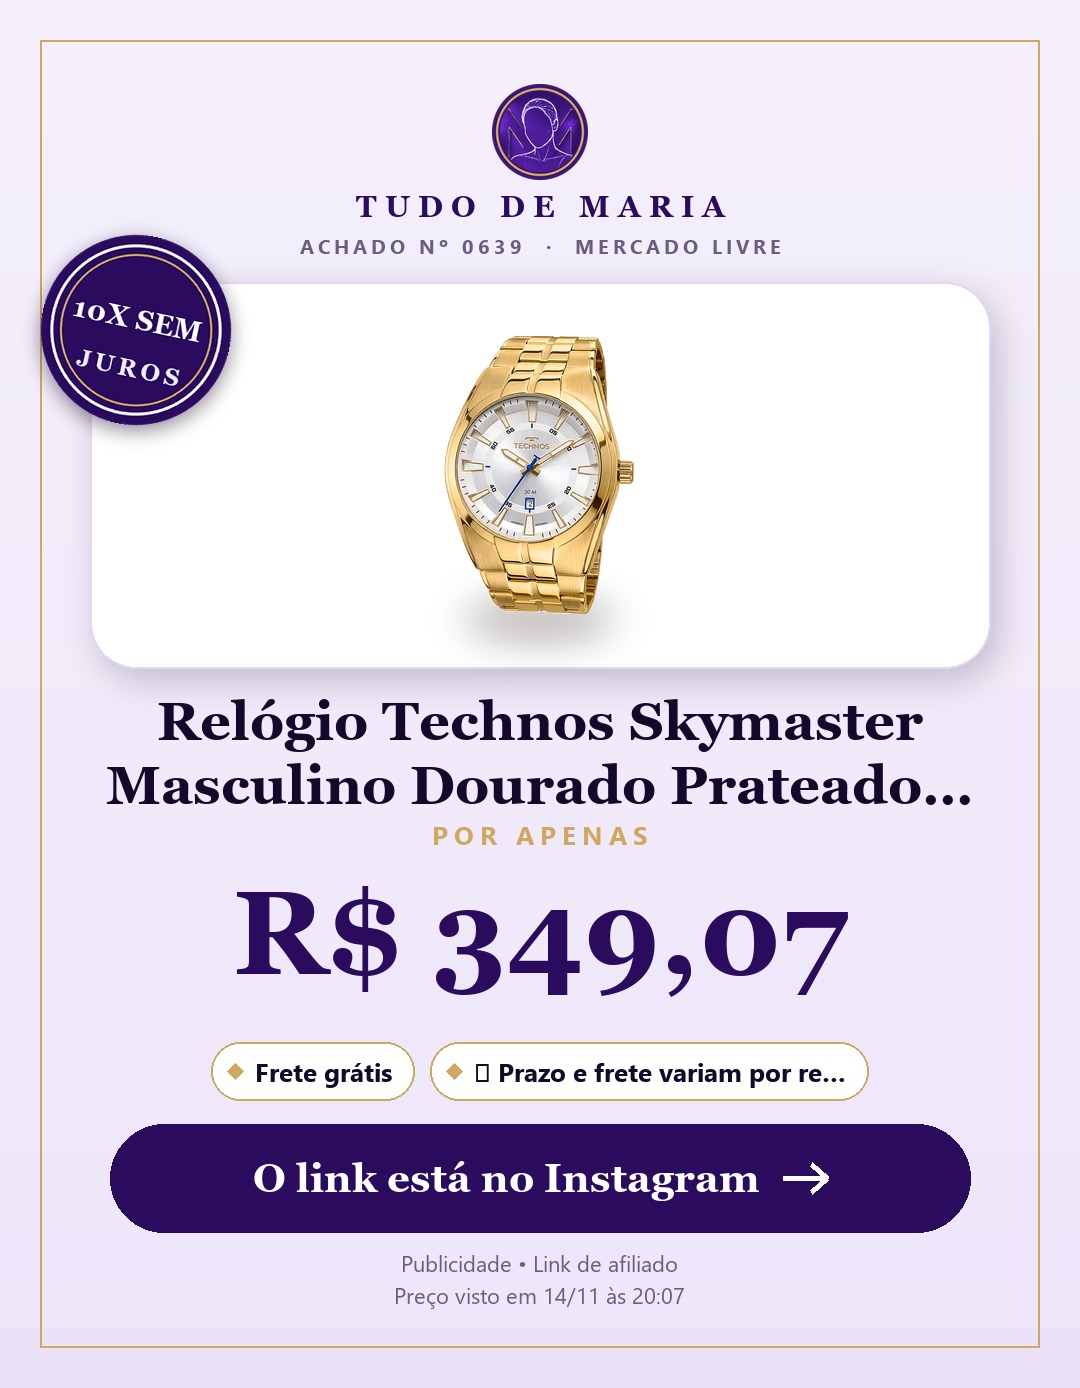 TUDO DE MARIA
ACHADO Nº 0639 · MERCADO LIVRE
10X SEM
JUROS
TECHNOS
50 M
Relógio Technos Skymaster
Masculino Dourado Prateado...
POR APENAS
R$ 349,07
Frete grátis
Prazo e frete variam por re...
O link está no Instagram →
Publicidade • Link de afiliado
Preço visto em 14/11 às 20:07